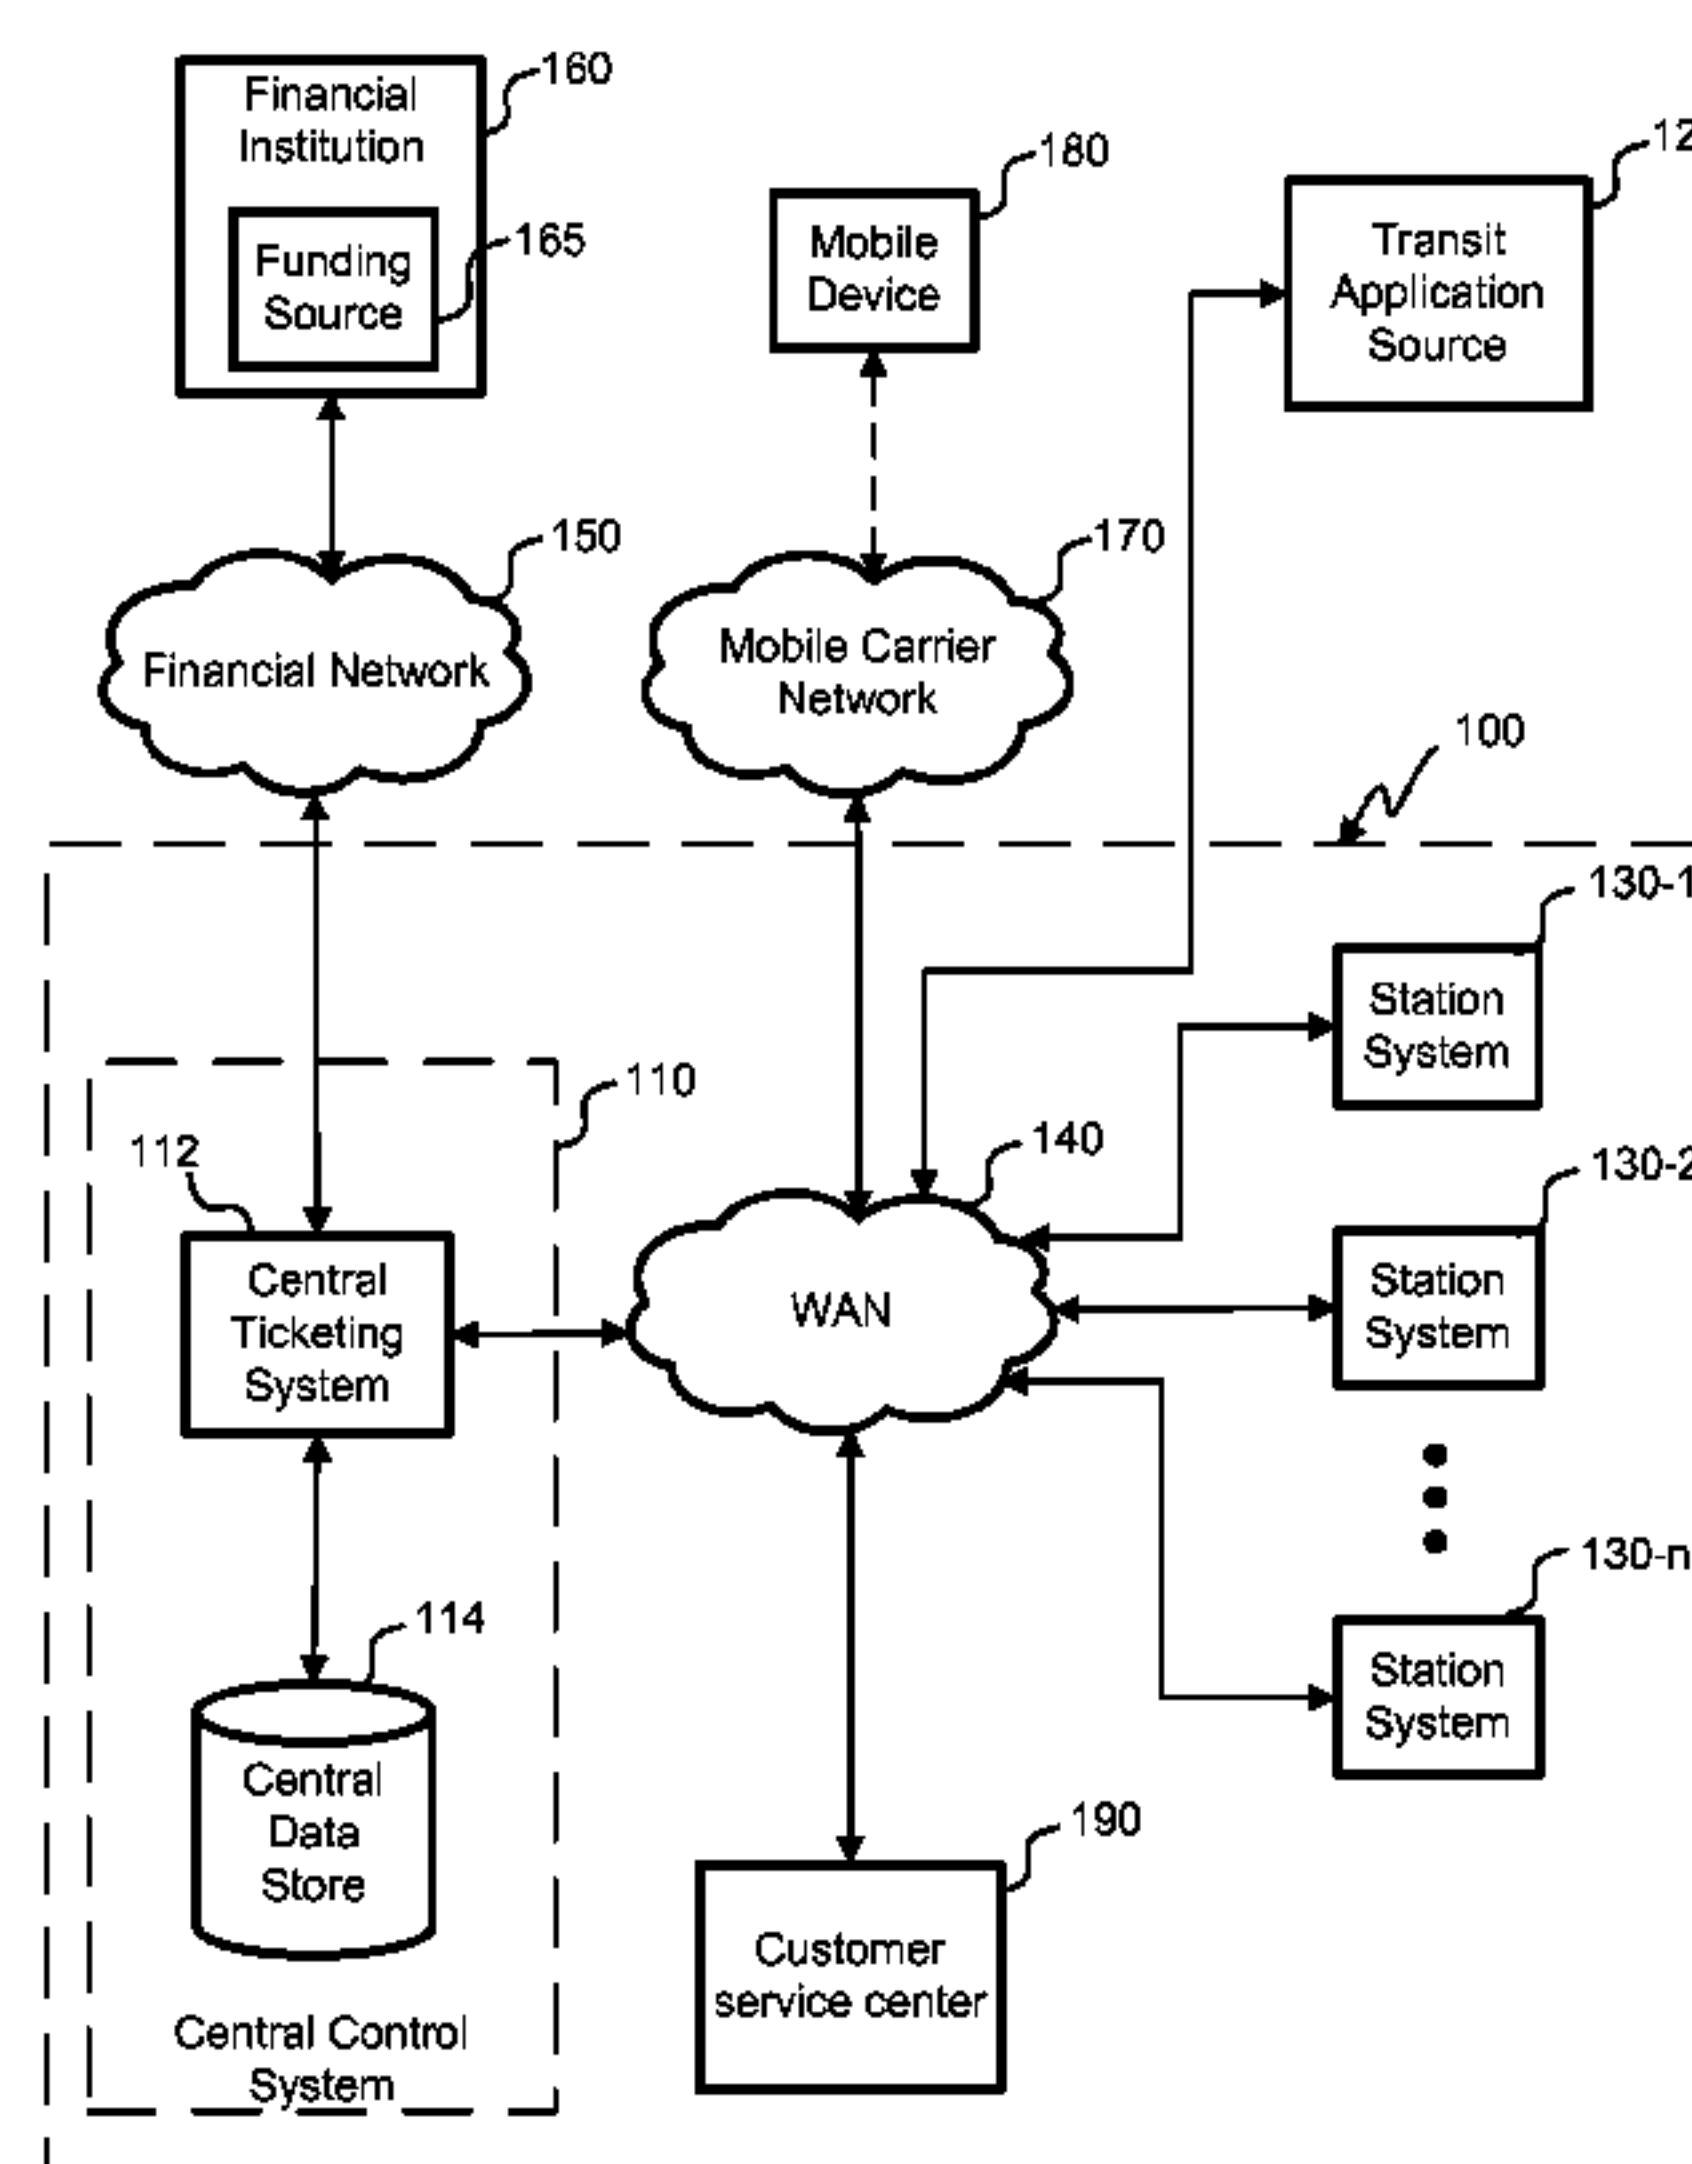 160
Financial
Institution
165
Funding
Source
180
Mobile
Device
12
Transit
Application
Source
150
Financial Network
170
Mobile Carrier
Network
100
130-1
Station
System
110
112
Central
Ticketing
System
140
WAN
130-2
Station
System
130-n
Station
System
114
Central
Data
Store
Central Control
System
190
Customer
service center